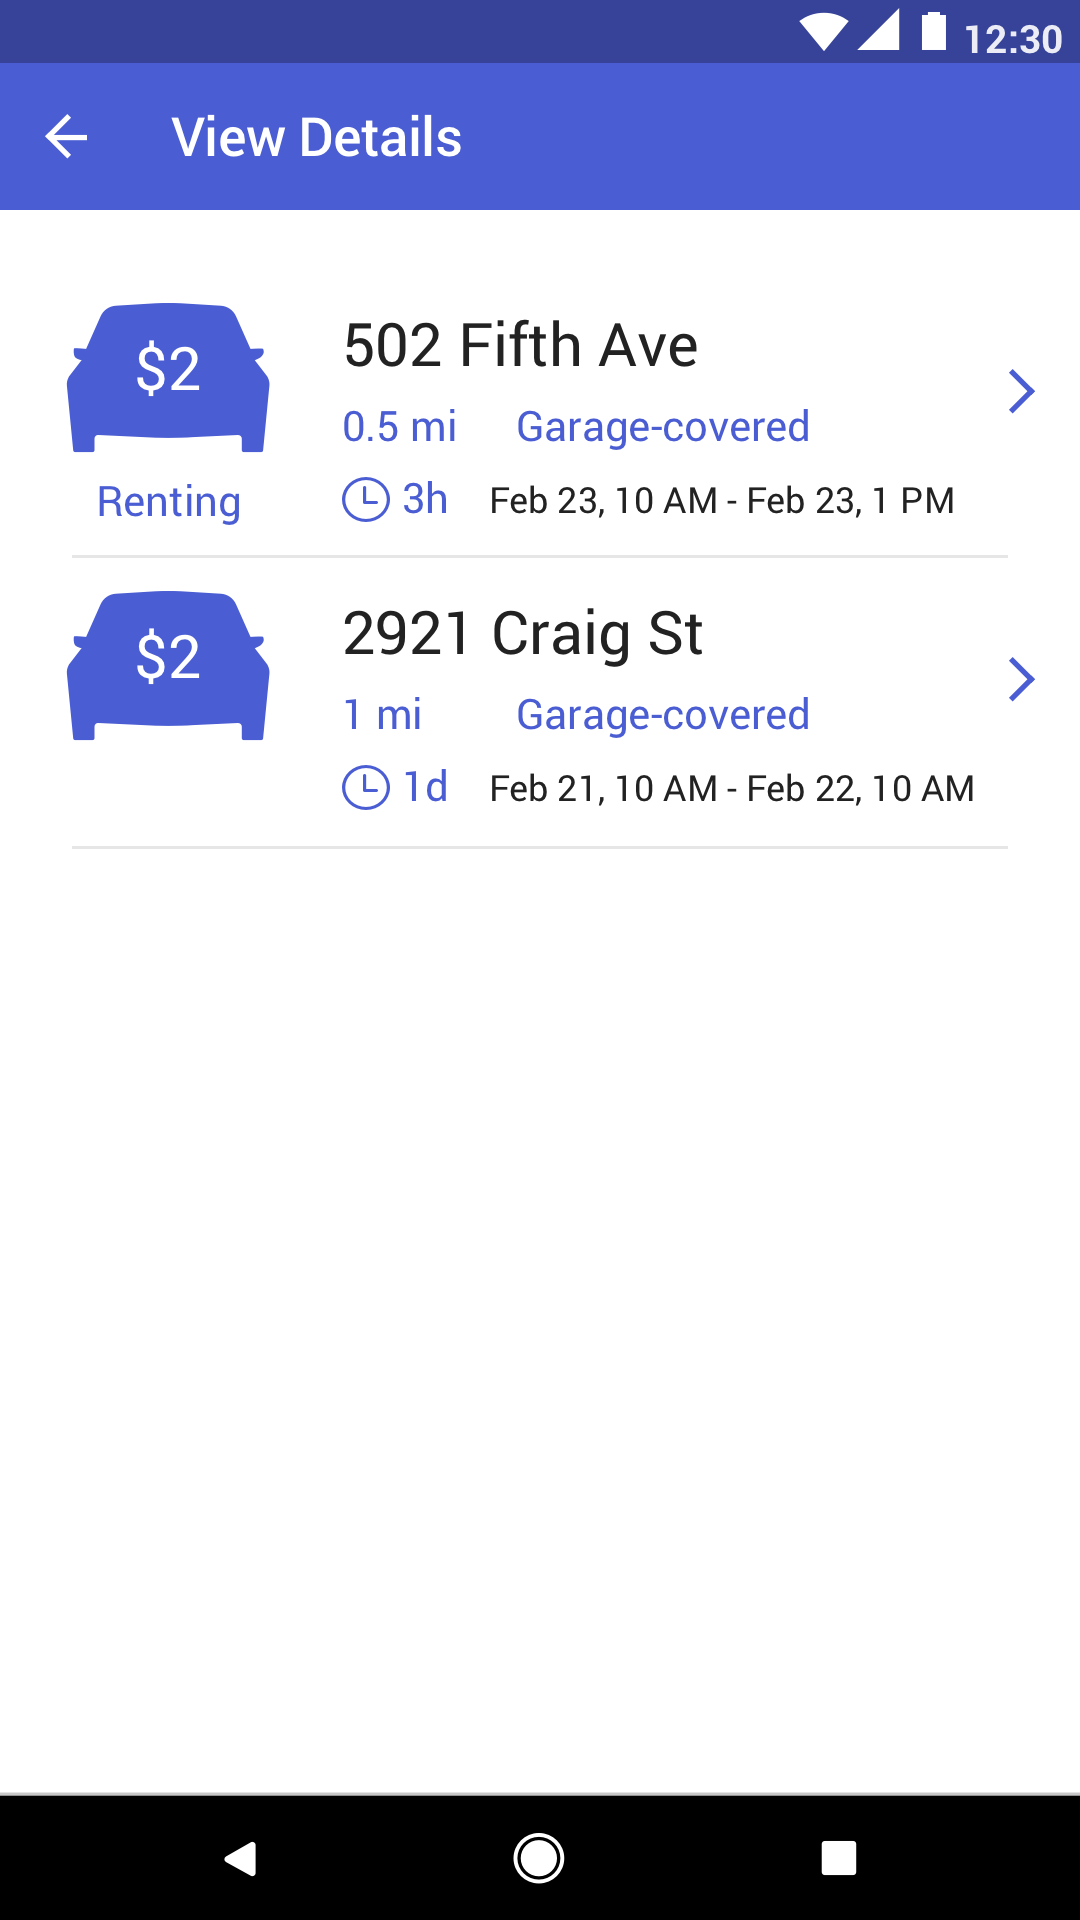 12:30
View Details
$2
502 Fifth Ave
0.5 mi Garage-covered
Renting
3h Feb 23, 10 AM - Feb 23, 1 PM
$2
2921 Craig St
1 mi Garage-covered
1d Feb 21, 10 AM - Feb 22, 10 AM